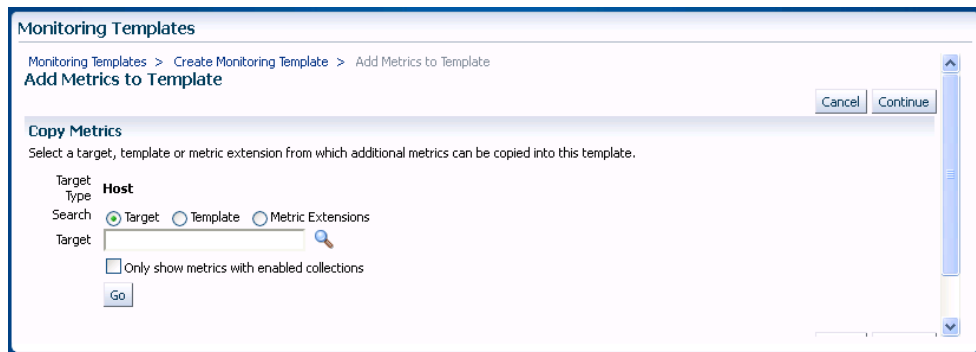 Monitoring Templates
Monitoring Templates > Create Monitoring Template > Add Metrics to Template
Add Metrics to Template
Cancel Continue
Copy Metrics
Select a target, template or metric extension from which additional metrics can be copied into this template.
Target Type Host
Search Target Template Metric Extensions
Target
Only show metrics with enabled collections
Go